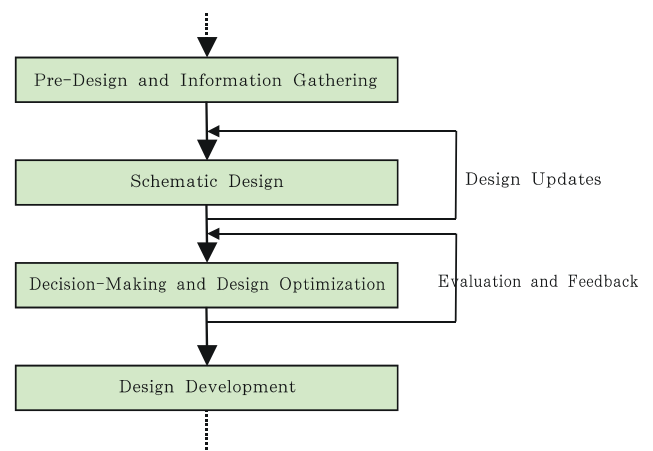 Pre-Design and Information Gathering
Schematic Design
Design Updates
Decision-Making and Design Optimization
Evaluation and Feedback
Design Development